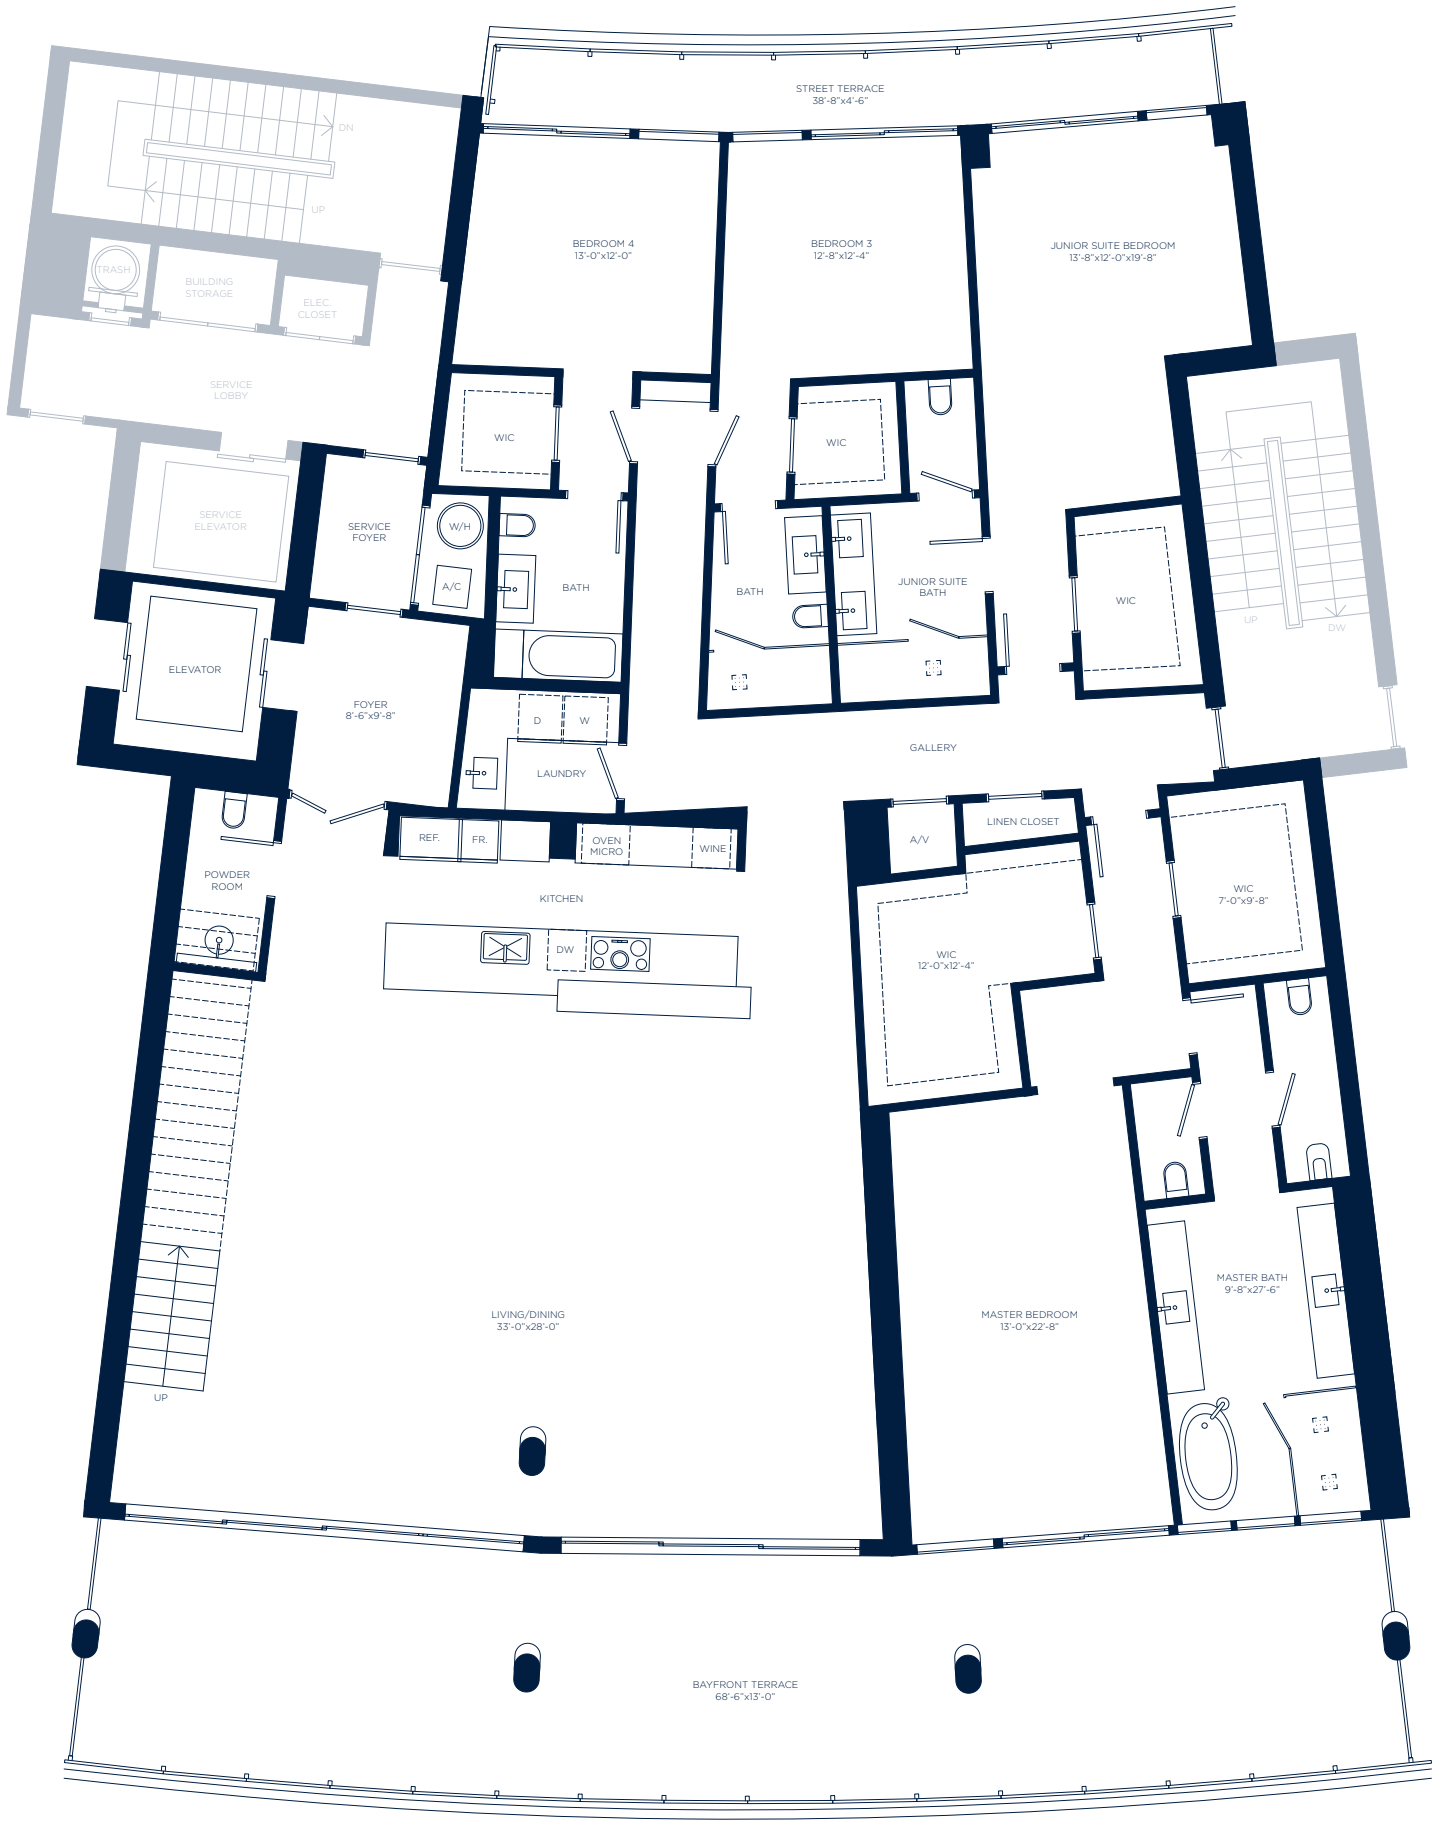 STREET TERRACE
38'-8"x4'-6"
DN
UP
BEDROOM 4
13'-0"x12'-0"
BEDROOM 3
12'-8"x12'-4"
JUNIOR SUITE BEDROOM
13'-8"x12'-0"x19'-8"
TRASH
BUILDING
STORAGE
ELEC.
CLOSET
SERVICE
LOBBY
WIC
WIC
SERVICE
ELEVATOR
SERVICE
FOYER
W/H
A/C
BATH
BATH
JUNIOR SUITE
BATH
WIC
UP
DW
ELEVATOR
FOYER
8'-6"x9'-8"
D
W
LAUNDRY
GALLERY
REF.
FR.
OVEN
MICRO
WINE
A/V
LINEN CLOSET
POWDER
ROOM
KITCHEN
WIC
7'-0"x9'-8"
DW
WIC
12'-0"x12'-4"
MASTER BATH
9'-8"x27'-6"
LIVING/DINING
33'-0"x28'-0"
MASTER BEDROOM
13'-0"x22'-8"
UP
BAYFRONT TERRACE
68'-6"x13'-0"